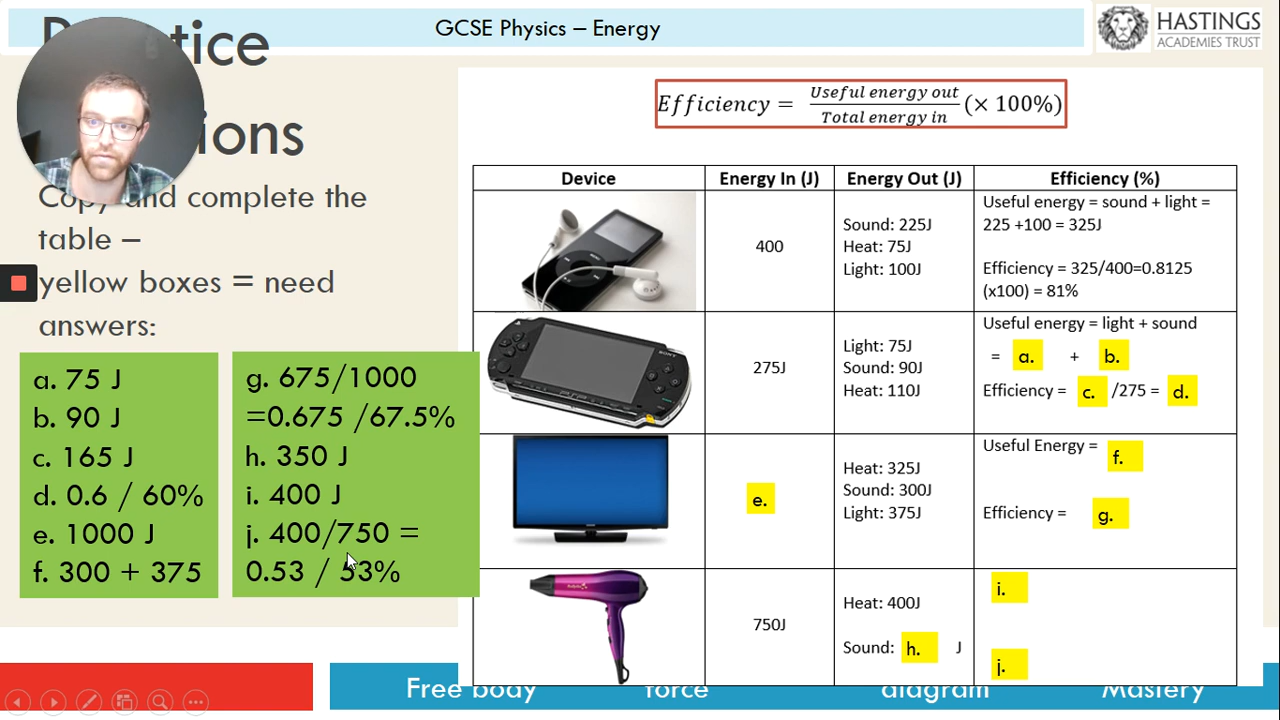 GCSE Physics – Energy
HASTINGS
ACADEMIES TRUST
Copy and complete the
table –
yellow boxes = need
answers:
a. 75 J
b. 90 J
c. 165 J
d. 0.6 / 60%
e. 1000 J
f. 300 + 375
g. 675/1000
=0.675 /67.5%
h. 350 J
i. 400 J
j. 400/750 =
0.53 / 53%
Efficiency = Useful energy out / Total energy in (× 100%)
Device Energy In (J) Energy Out (J) Efficiency (%)
400
Sound: 225J
Heat: 75J
Light: 100J
Useful energy = sound + light =
225 +100 = 325J
Efficiency = 325/400=0.8125
(x100) = 81%
SONY
275J
Light: 75J
Sound: 90J
Heat: 110J
Useful energy = light + sound
= a. + b.
Efficiency = c. /275 = d.
e.
Heat: 325J
Sound: 300J
Light: 375J
Useful Energy = f.
Efficiency = g.
750J
Heat: 400J
Sound: h. J
i.
j.
Free body force diagram Mastery